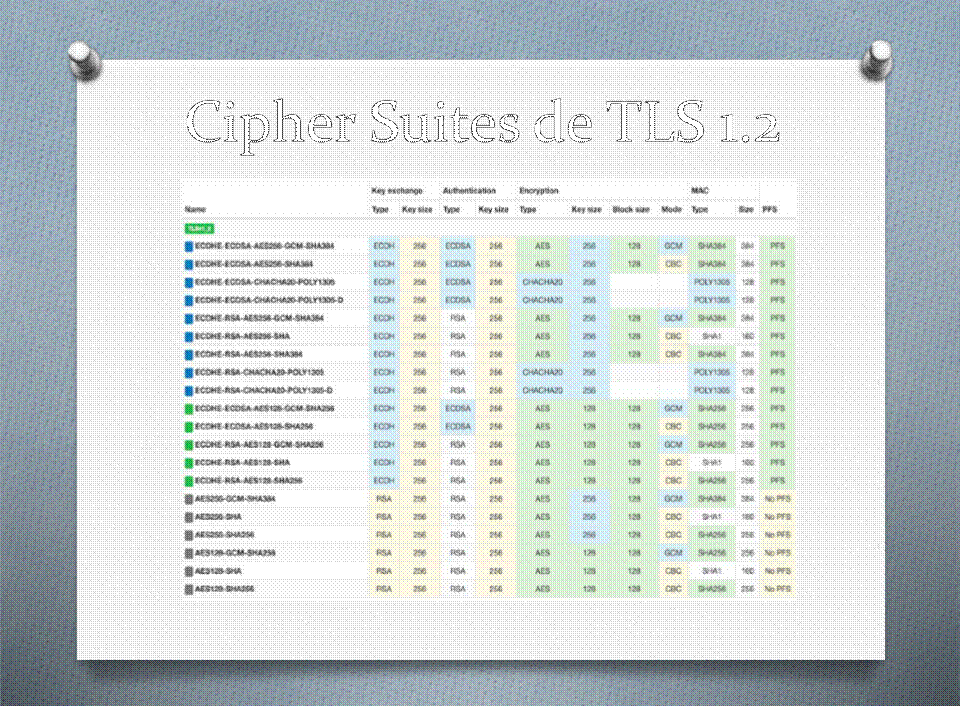 Cipher Suites de TLS 1.2
Key exchange Authentication Encryption MAC
Name Type Key size Type Key size Type Key size Block size Mode Type Size PFS
ECDHE-ECDSA-AES256-GCM-SHA384 ECDH 256 ECDSA 256 AES 256 128 GCM SHA384 384 PFS
ECDHE-ECDSA-AES256-SHA384 ECDH 256 ECDSA 256 AES 256 128 CBC SHA384 384 PFS
ECDHE-ECDSA-CHACHA20-POLY1305 ECDH 256 ECDSA 256 CHACHA20 256 POLY1305 128 PFS
ECDHE-ECDSA-CHACHA20-POLY1305-D ECDH 256 ECDSA 256 CHACHA20 256 POLY1305 128 PFS
ECDHE-RSA-AES256-GCM-SHA384 ECDH 256 RSA 256 AES 256 128 GCM SHA384 384 PFS
ECDHE-RSA-AES256-SHA ECDH 256 RSA 256 AES 256 128 CBC SHA1 160 PFS
ECDHE-RSA-AES256-SHA384 ECDH 256 RSA 256 AES 256 128 CBC SHA384 384 PFS
ECDHE-RSA-CHACHA20-POLY1305 ECDH 256 RSA 256 CHACHA20 256 POLY1305 128 PFS
ECDHE-RSA-CHACHA20-POLY1305-D ECDH 256 RSA 256 CHACHA20 256 POLY1305 128 PFS
ECDHE-ECDSA-AES128-GCM-SHA256 ECDH 256 ECDSA 256 AES 128 128 GCM SHA256 256 PFS
ECDHE-ECDSA-AES128-SHA256 ECDH 256 ECDSA 256 AES 128 128 CBC SHA256 256 PFS
ECDHE-RSA-AES128-GCM-SHA256 ECDH 256 RSA 256 AES 128 128 GCM SHA256 256 PFS
ECDHE-RSA-AES128-SHA ECDH 256 RSA 256 AES 128 128 CBC SHA1 160 PFS
ECDHE-RSA-AES128-SHA256 ECDH 256 RSA 256 AES 128 128 CBC SHA256 256 PFS
AES256-GCM-SHA384 RSA 256 RSA 256 AES 256 128 GCM SHA384 384 No PFS
AES256-SHA RSA 256 RSA 256 AES 256 128 CBC SHA1 160 No PFS
AES256-SHA256 RSA 256 RSA 256 AES 256 128 CBC SHA256 256 No PFS
AES128-GCM-SHA256 RSA 256 RSA 256 AES 128 128 GCM SHA256 256 No PFS
AES128-SHA RSA 256 RSA 256 AES 128 128 CBC SHA1 160 No PFS
AES128-SHA256 RSA 256 RSA 256 AES 128 128 CBC SHA256 256 No PFS